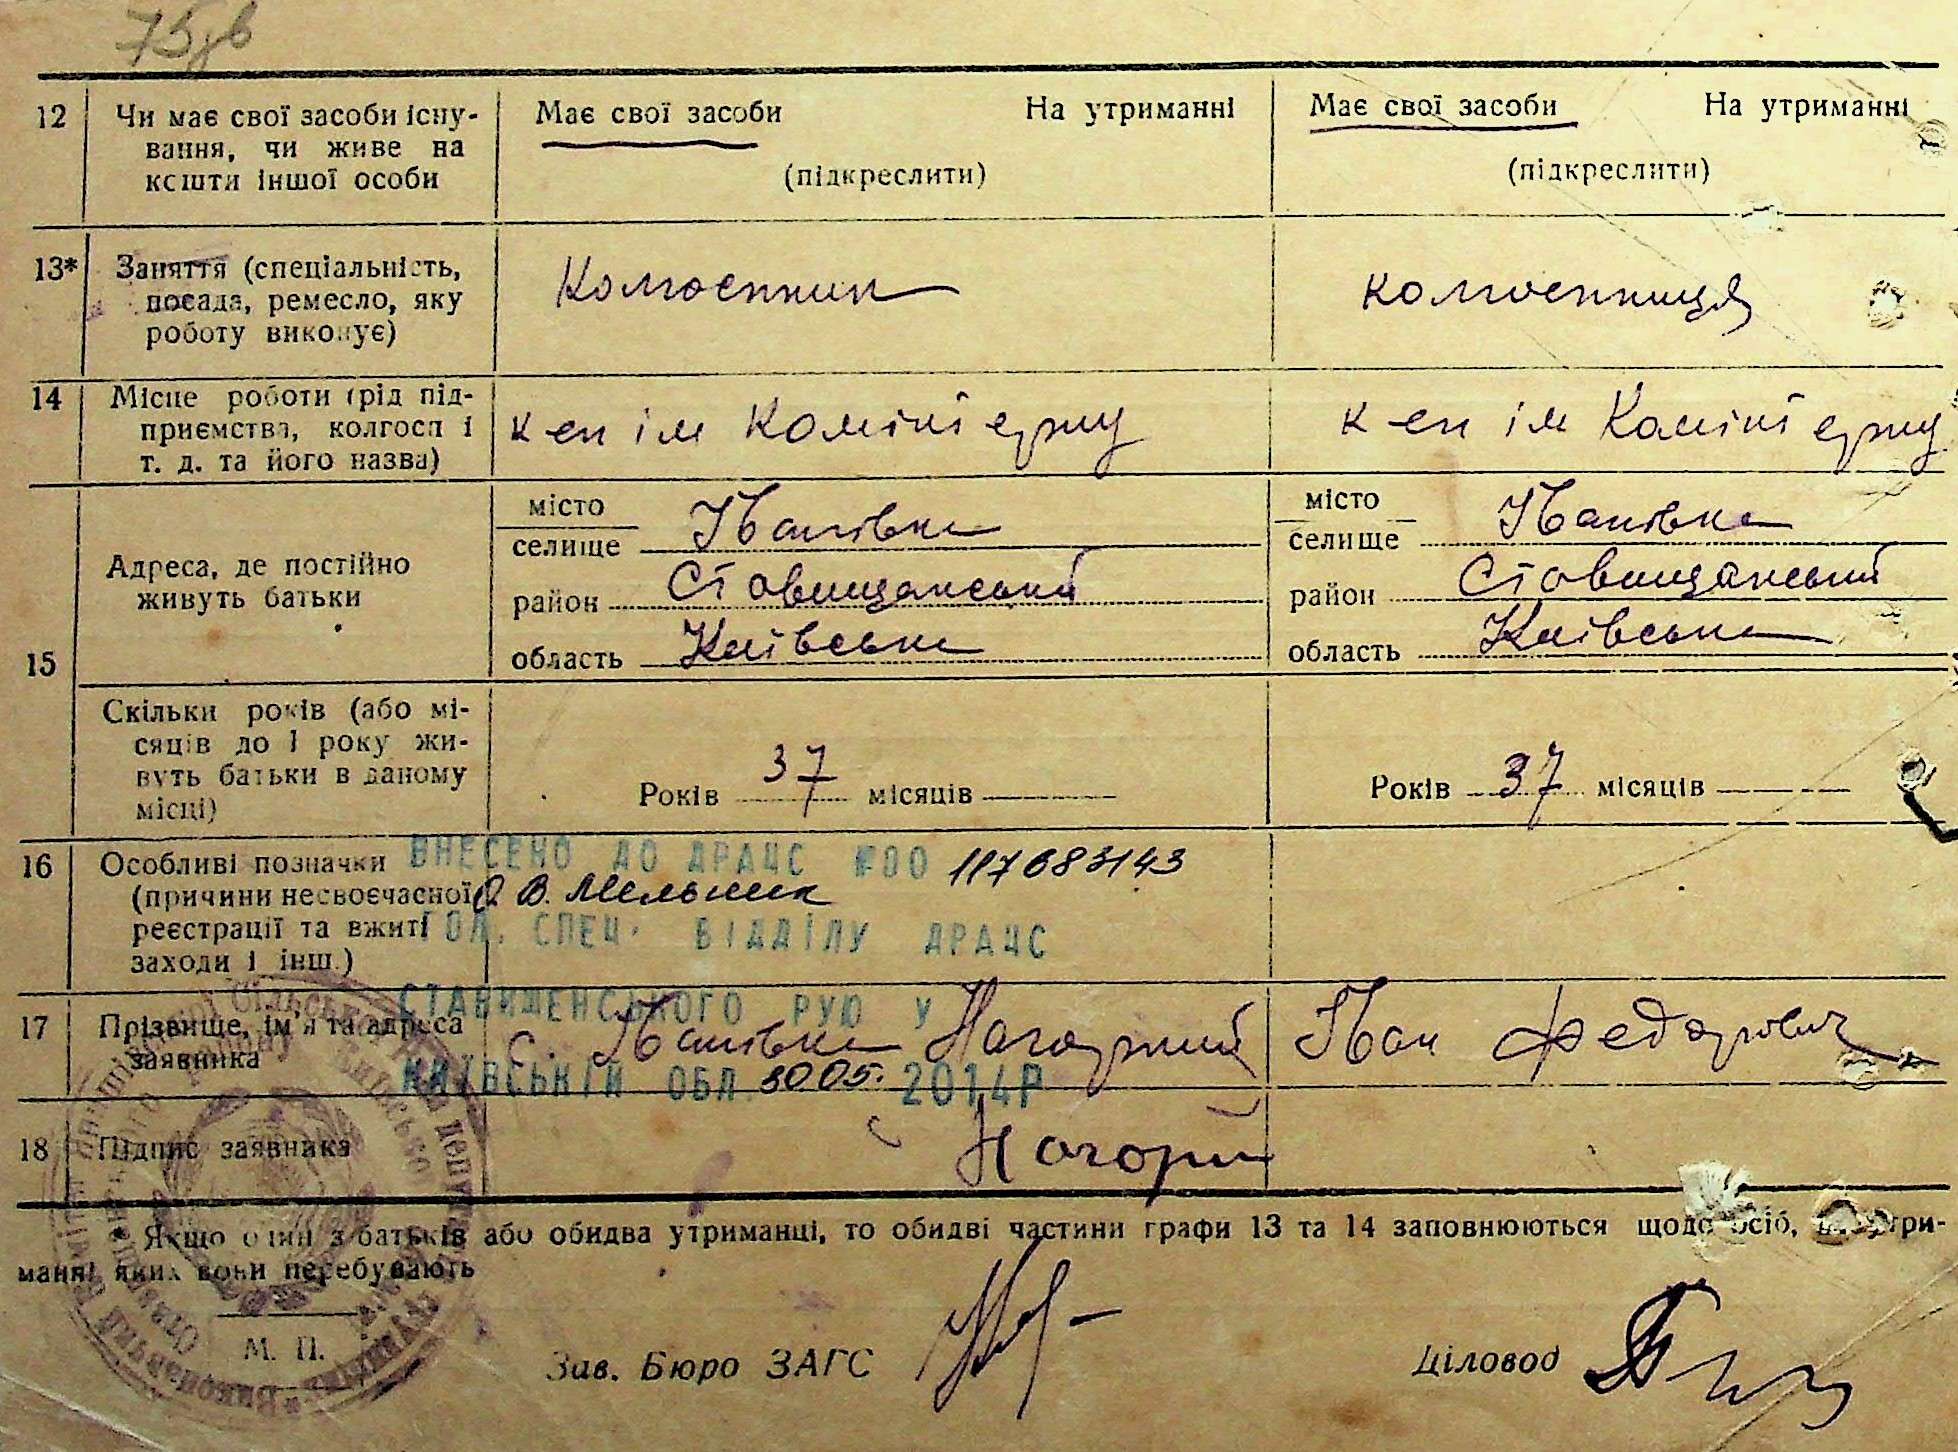 75
12 Чи має свої засоби існу- Має свої засоби На утриманні Має свої засоби На утриманні
вання, чи живе на
кошти іншої особи (підкреслити) (підкреслити)
13* Заняття (спеціальність, Колгоспник колгоспниця
посада, ремесло, яку
роботу виконує)
14 Місце роботи (рід під-
приємства, колгосп і к-сп ім Комінтерну к-сп ім Комінтерну
т. д. та його назва)
місто Іванівка місто Іванівка
селище селище
Адреса, де постійно
живуть батьки район Ставищанський район Ставищанський
15 область Київська область Київська
Скільки років (або мі-
сяців до 1 року жи-
вуть батьки в даному
місці) Років 37 місяців Років 37 місяців
16 Особливі позначки ВНЕСЕНО ДО ДРАЦС №00 117683143
(причини несвоєчасної О. В. Мельник
реєстрації та вжиті ГОЛ. СПЕЦ. ВІДДІЛУ ДРАЦС
заходи і інш.)
СТАВИЩЕНСЬКОГО РУЮ У
17 Прізвище, ім'я та адреса с. Іванівка Нагорний Іван Федорович
заявника
КИЇВСЬКІЙ ОБЛ. 30 05. 2014Р
18 Підпис заявника Нагорн
* Якщо один з батьків або обидва утриманці, то обидві частини графи 13 та 14 заповнюються щодо осіб, на утри-
манні яких вони перебувають
М. П.
Зав. Бюро ЗАГС Діловод